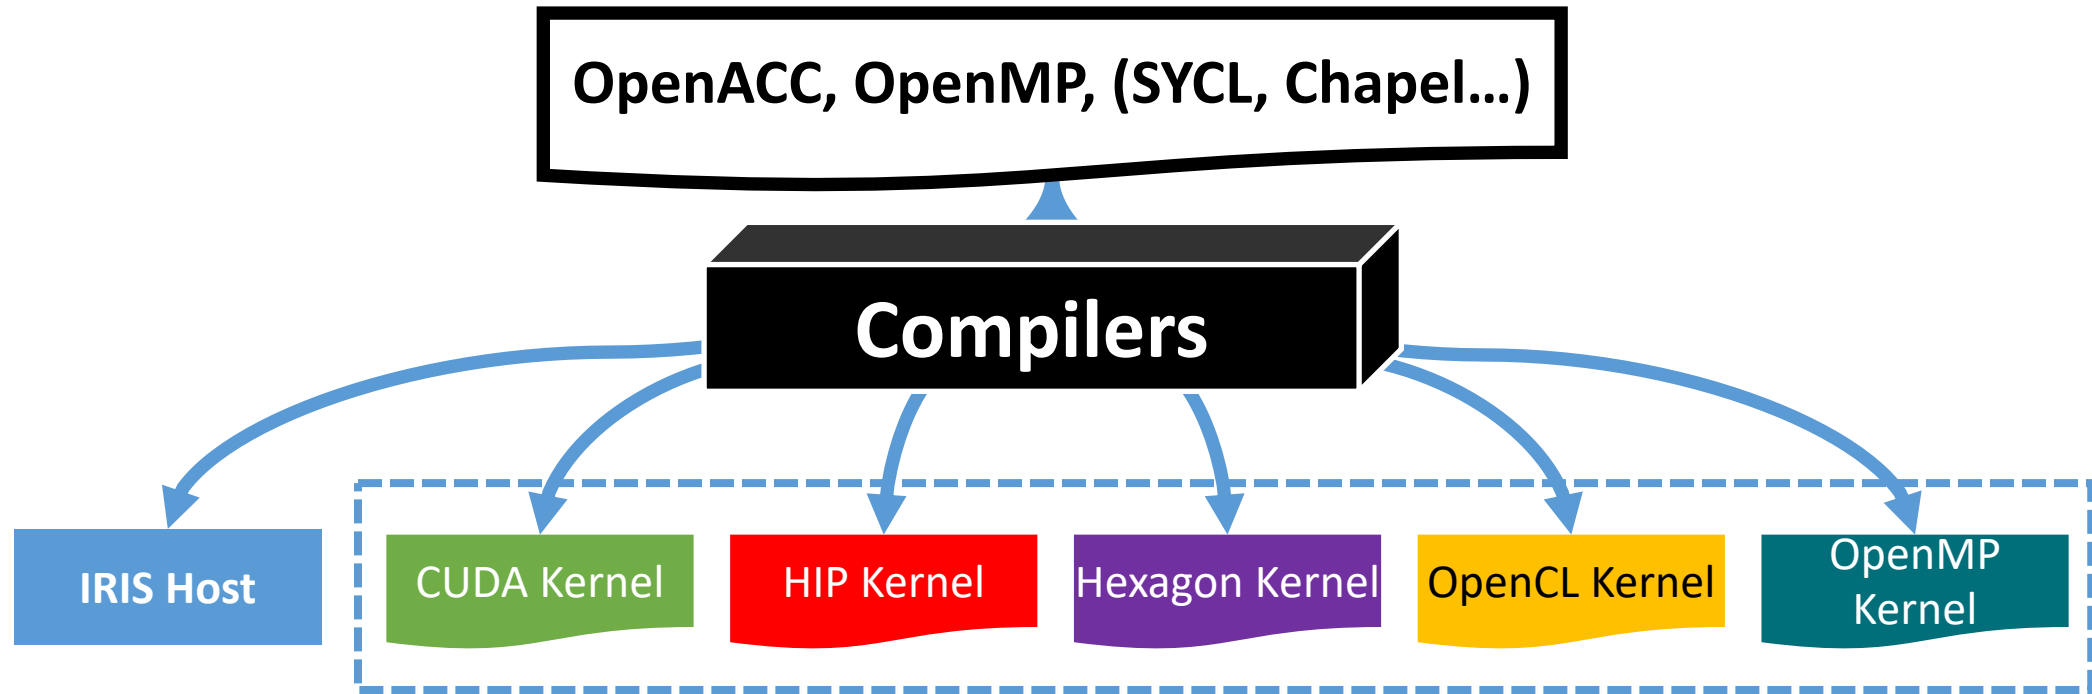 OpenACC, OpenMP, (SYCL, Chapel…)
Compilers
IRIS Host
CUDA Kernel
HIP Kernel
Hexagon Kernel
OpenCL Kernel
OpenMP
Kernel